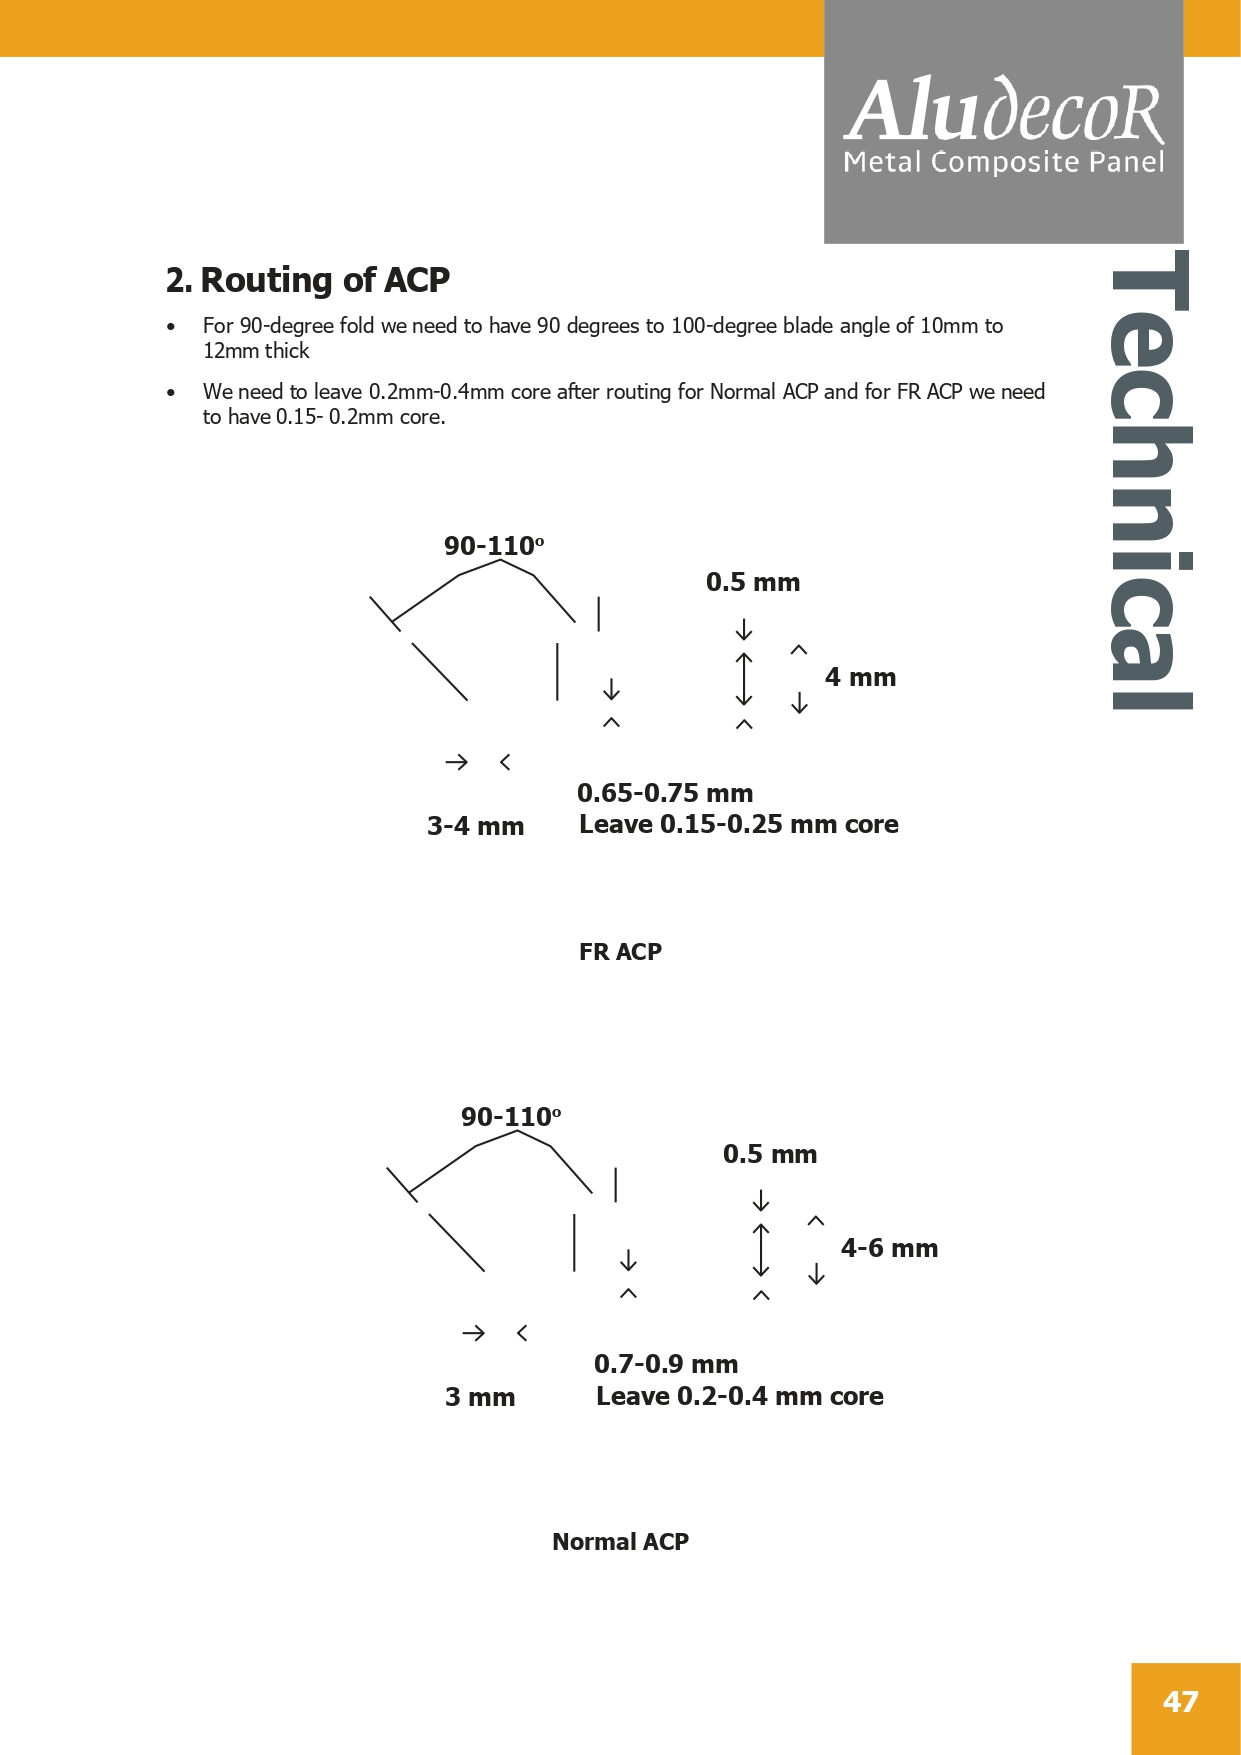 AludecoR
Metal Composite Panel
Technical
2. Routing of ACP
• For 90-degree fold we need to have 90 degrees to 100-degree blade angle of 10mm to
12mm thick
• We need to leave 0.2mm-0.4mm core after routing for Normal ACP and for FR ACP we need
to have 0.15- 0.2mm core.
90-110º
0.5 mm
4 mm
0.65-0.75 mm
3-4 mm
Leave 0.15-0.25 mm core
FR ACP
90-110º
0.5 mm
4-6 mm
0.7-0.9 mm
3 mm
Leave 0.2-0.4 mm core
Normal ACP
47